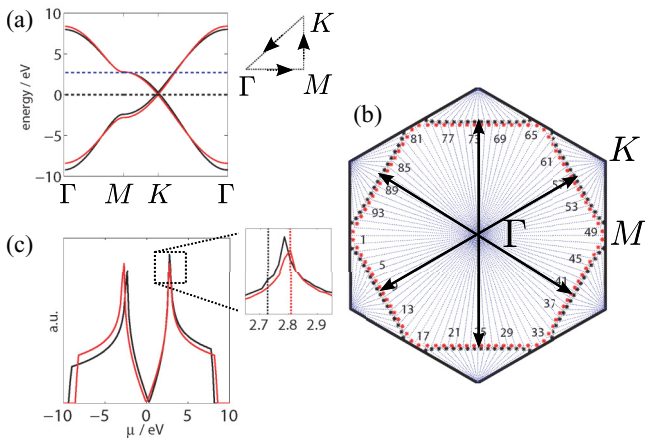 (a)
10
5
0
−5
−10
energy / eV
Γ
M
K
Γ
K
Γ
M
(b)
81
77
73
69
65
61
57
53
49
45
41
37
33
29
25
21
17
13
9
5
1
93
89
85
K
M
Γ
(c)
a.u.
−10
−5
0
5
10
μ / eV
2.7
2.8
2.9